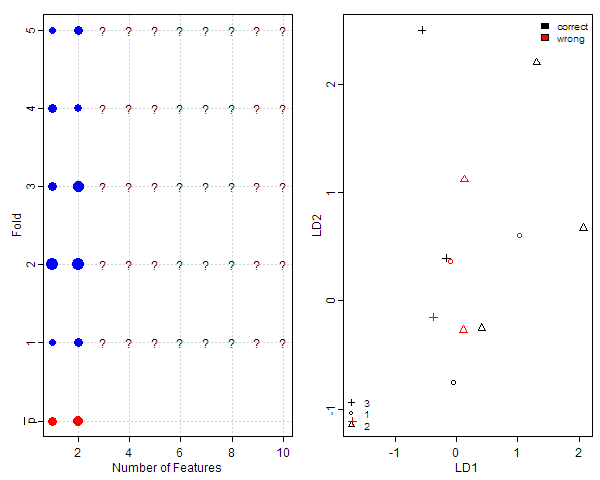 5 ? ? ? ? ? ? ? ?
4 ? ? ? ? ? ? ? ?
3 ? ? ? ? ? ? ? ?
2 ? ? ? ? ? ? ? ?
1 ? ? ? ? ? ? ? ?
p̅
Fold
2 4 6 8 10
Number of Features
correct
wrong
2
1
0
-1
LD2
3
1
2
-1 0 1 2
LD1